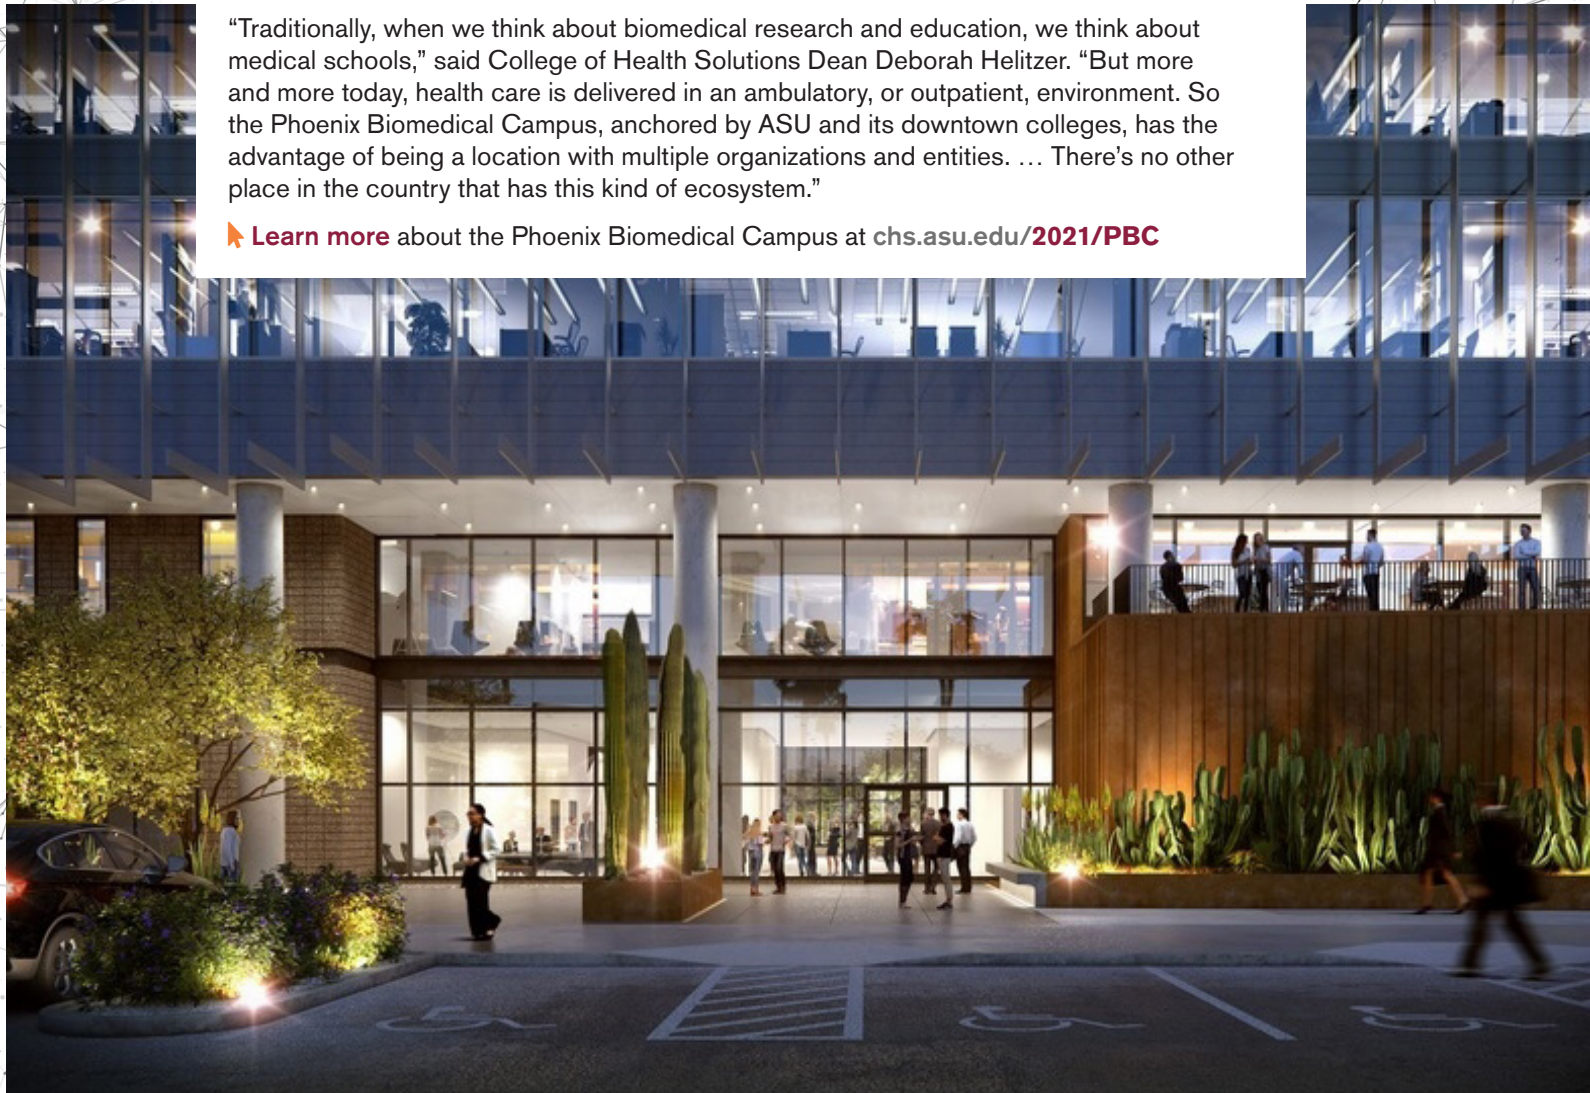 “Traditionally, when we think about biomedical research and education, we think about
medical schools,” said College of Health Solutions Dean Deborah Helitzer. “But more
and more today, health care is delivered in an ambulatory, or outpatient, environment. So
the Phoenix Biomedical Campus, anchored by ASU and its downtown colleges, has the
advantage of being a location with multiple organizations and entities. … There’s no other
place in the country that has this kind of ecosystem.”
Learn more about the Phoenix Biomedical Campus at chs.asu.edu/2021/PBC